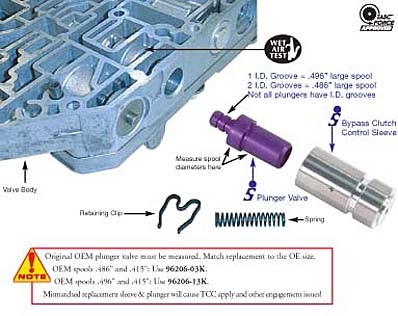 "IABC"
FORCE
APPROVED
WET
AIR
TEST
1 I.D. Groove = .496" large spool
2 I.D. Grooves = .486" large spool
Not all plungers have I.D. grooves
S
Bypass Clutch
Control Sleeve
Measure spool
diameters here
Valve Body
S
Plunger Valve
Retaining Clip
Spring
NOTE
Original OEM plunger valve must be measured. Match replacement to the OE size.
OEM spools .486" and .415": Use 96206-03K.
OEM spools .496" and .415": Use 96206-13K.
Mismatched replacement sleeve & plunger will cause TCC apply and other engagement issues!